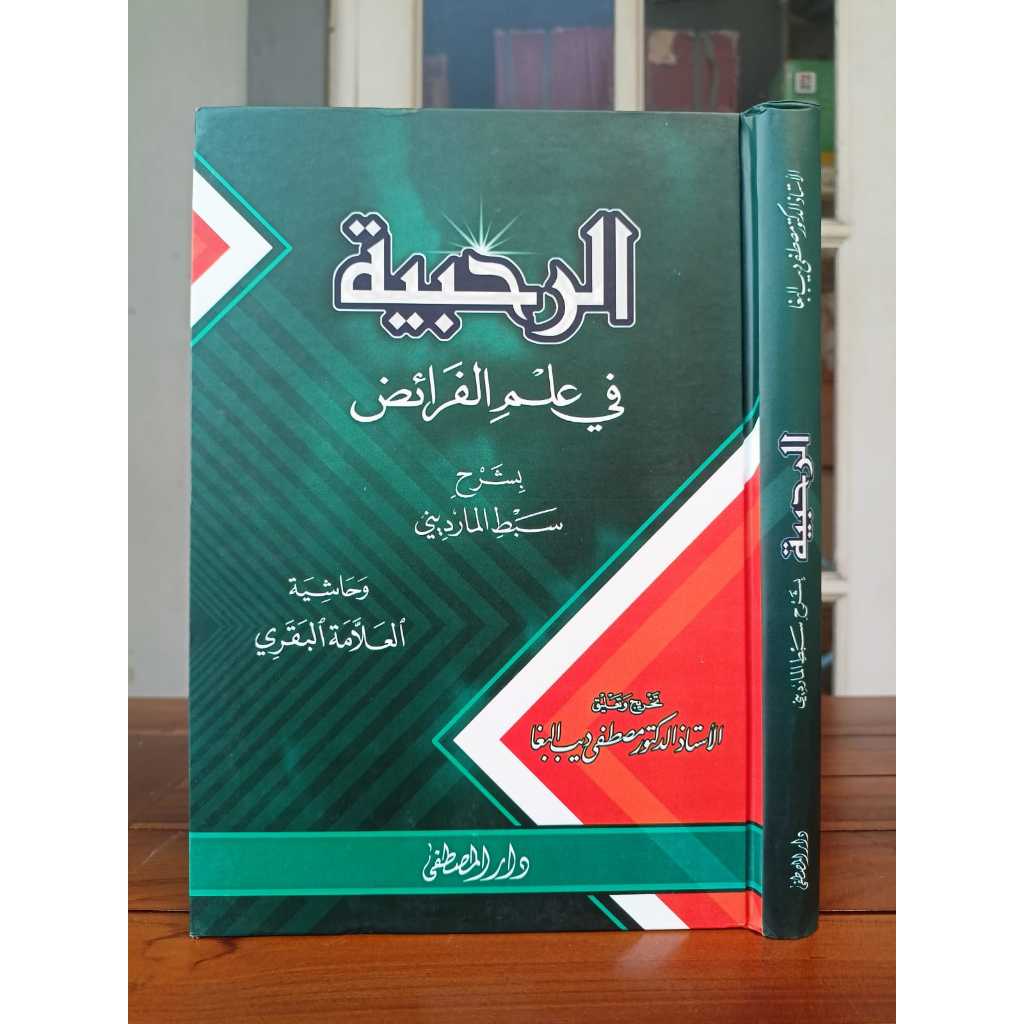 الرحبية
في علم الفرائض
بشرح
سبط المارديني
وحاشية
العلامة البقري
تخريج وتعليق
الأستاذ الدكتور مصطفى ديب البغا
دار المصطفى
الأستاذ الدكتور مصطفى ديب البغا
الرحبية
بشرح سبط المارديني
دار المصطفى